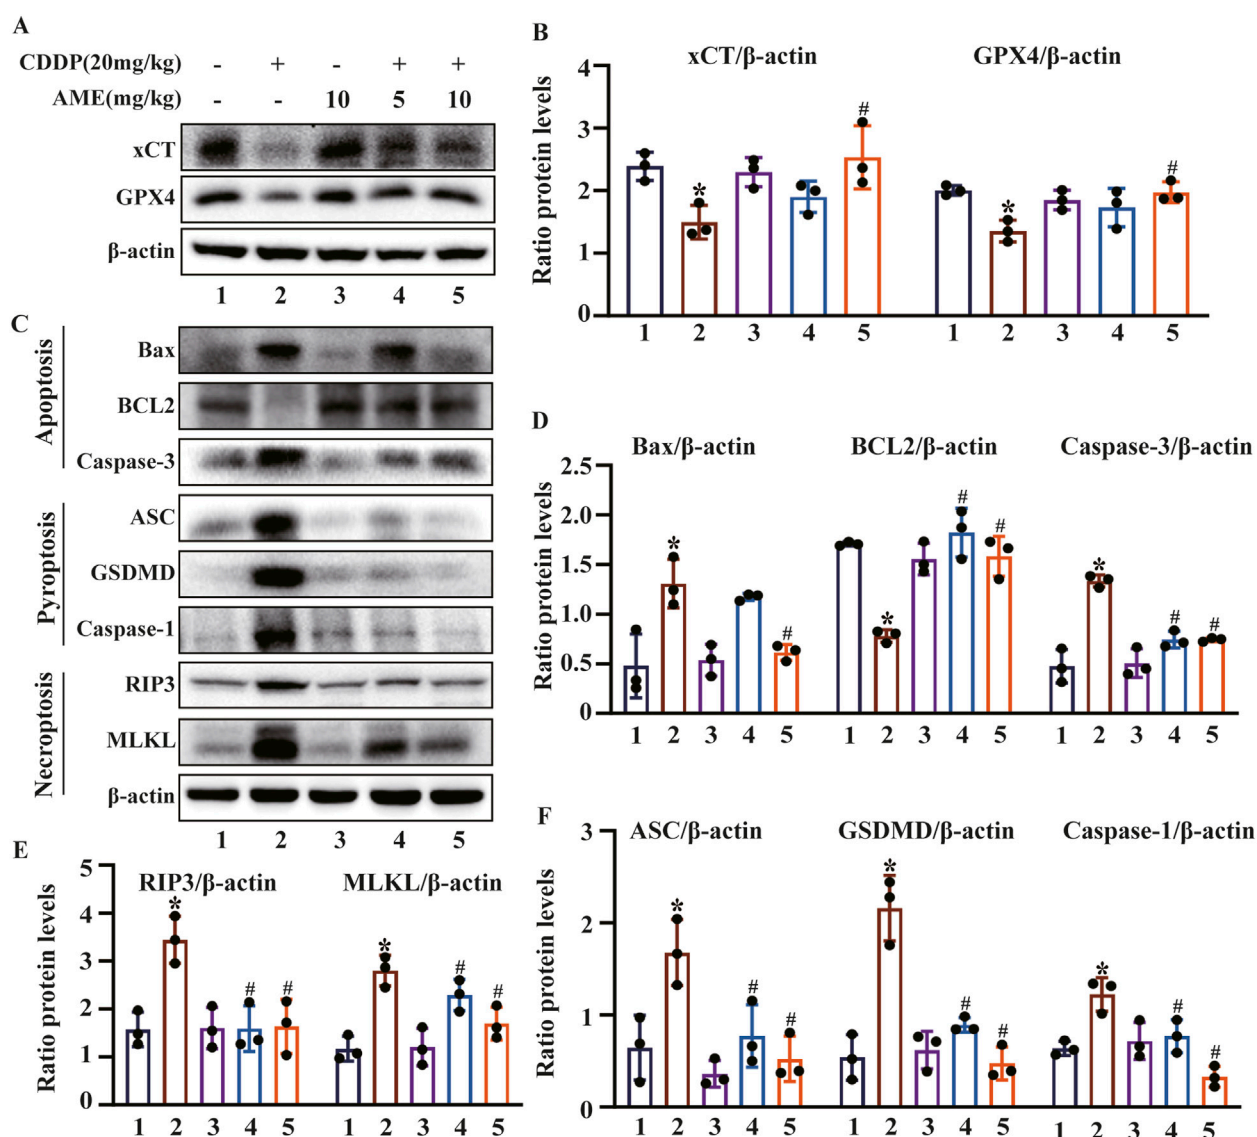 A
CDDP(20mg/kg) - + - + +
AME(mg/kg) - - 10 5 10
xCT
GPX4
β-actin
1 2 3 4 5
B
xCT/β-actin GPX4/β-actin
Ratio protein levels
4
3
2
1
0
# * # *
1 2 3 4 5 1 2 3 4 5
C
Apoptosis
Bax
BCL2
Caspase-3
Pyroptosis
ASC
GSDMD
Caspase-1
Necroptosis
RIP3
MLKL
β-actin
1 2 3 4 5
D
Bax/β-actin BCL2/β-actin Caspase-3/β-actin
Ratio protein levels
2.5
2.0
1.5
1.0
0.5
0
* # * # # * # #
1 2 3 4 5 1 2 3 4 5 1 2 3 4 5
E
RIP3/β-actin MLKL/β-actin
Ratio protein levels
5
4
3
2
1
0
* # # * # #
1 2 3 4 5 1 2 3 4 5
F
ASC/β-actin GSDMD/β-actin Caspase-1/β-actin
Ratio protein levels
3
2
1
0
* # # * # # * # #
1 2 3 4 5 1 2 3 4 5 1 2 3 4 5